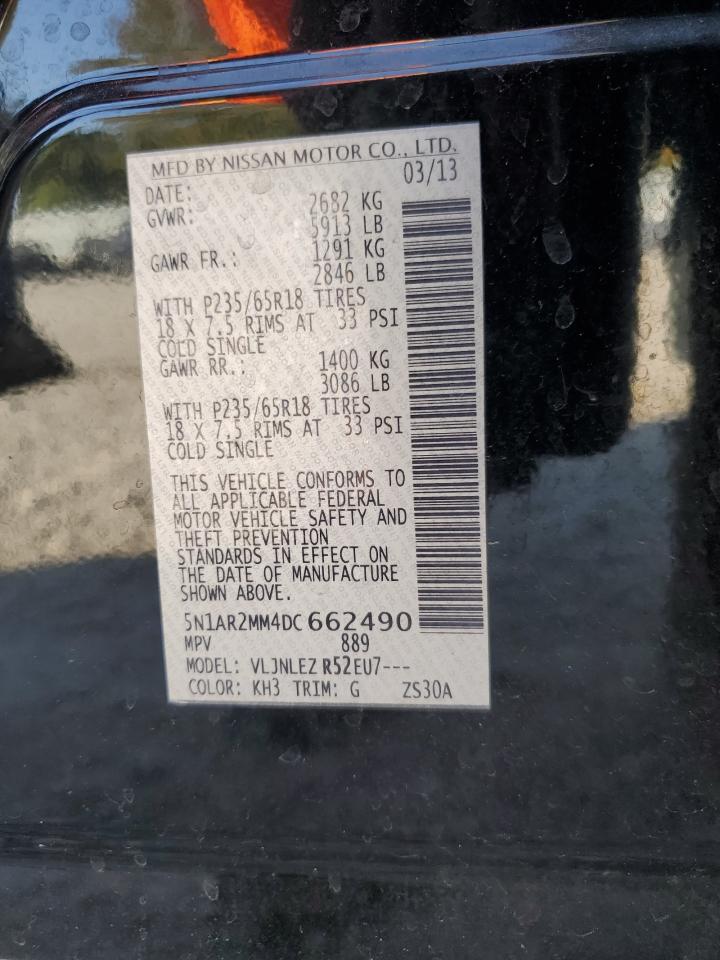 MFD BY NISSAN MOTOR CO., LTD.
DATE: 03/13
GVWR: 2682 KG
5913 LB
GAWR FR.: 1291 KG
2846 LB
WITH P235/65R18 TIRES
18 X 7.5 RIMS AT 33 PSI
COLD SINGLE
GAWR RR.: 1400 KG
3086 LB
WITH P235/65R18 TIRES
18 X 7.5 RIMS AT 33 PSI
COLD SINGLE
THIS VEHICLE CONFORMS TO
ALL APPLICABLE FEDERAL
MOTOR VEHICLE SAFETY AND
THEFT PREVENTION
STANDARDS IN EFFECT ON
THE DATE OF MANUFACTURE
SHOWN ABOVE.
5N1AR2MM4DC662490
MPV 889
MODEL: VLJNLEZ R52EU7---
COLOR: KH3 TRIM: G ZS30A